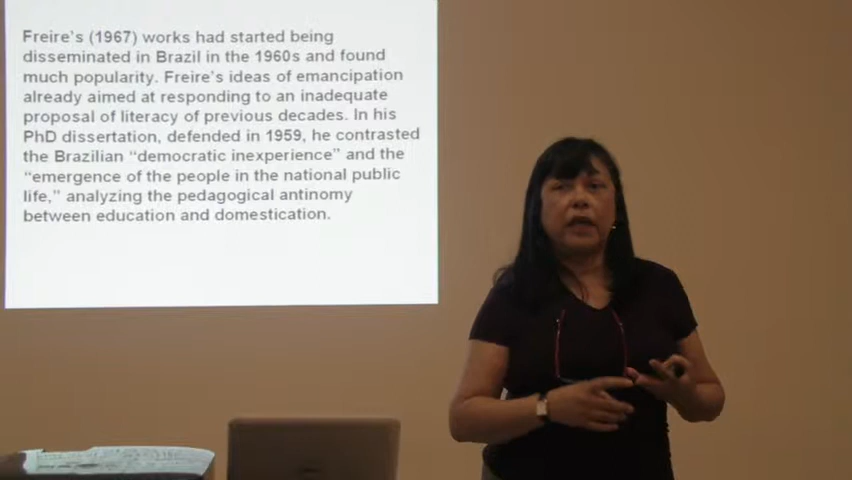 Freire's (1967) works had started being
disseminated in Brazil in the 1960s and found
much popularity. Freire's ideas of emancipation
already aimed at responding to an inadequate
proposal of literacy of previous decades. In his
PhD dissertation, defended in 1959, he contrasted
the Brazilian "democratic inexperience" and the
"emergence of the people in the national public
life," analyzing the pedagogical antinomy
between education and domestication.